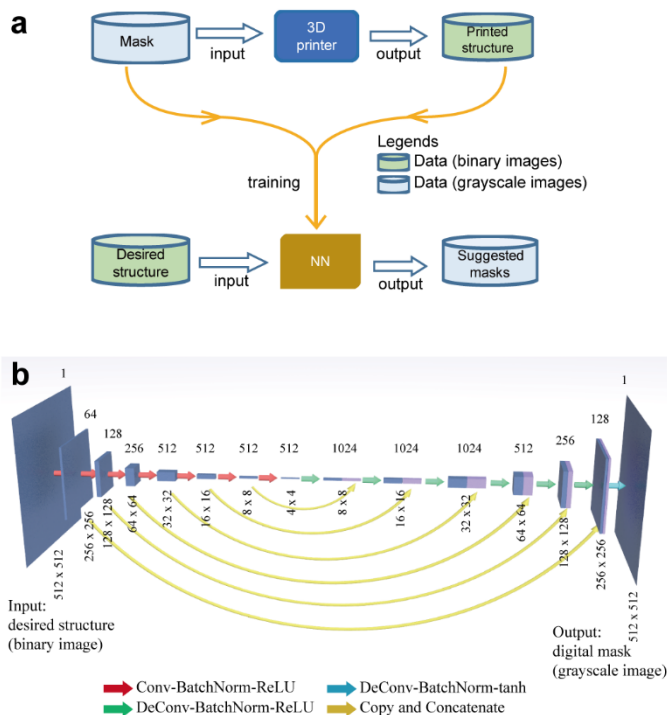 a
Mask
input
3D
printer
output
Printed
structure
Legends
Data (binary images)
Data (grayscale images)
training
Desired
structure
input
NN
output
Suggested
masks
b
1
64
128
256
512
512
512
512
1024
1024
1024
512
256
128
1
512 x 512
256 x 256
128 x 128
64 x 64
32 x 32
16 x 16
8 x 8
4 x 4
8 x 8
16 x 16
32 x 32
64 x 64
128 x 128
256 x 256
512 x 512
Input:
desired structure
(binary image)
Output:
digital mask
(grayscale image)
Conv-BatchNorm-ReLU
DeConv-BatchNorm-tanh
DeConv-BatchNorm-ReLU
Copy and Concatenate